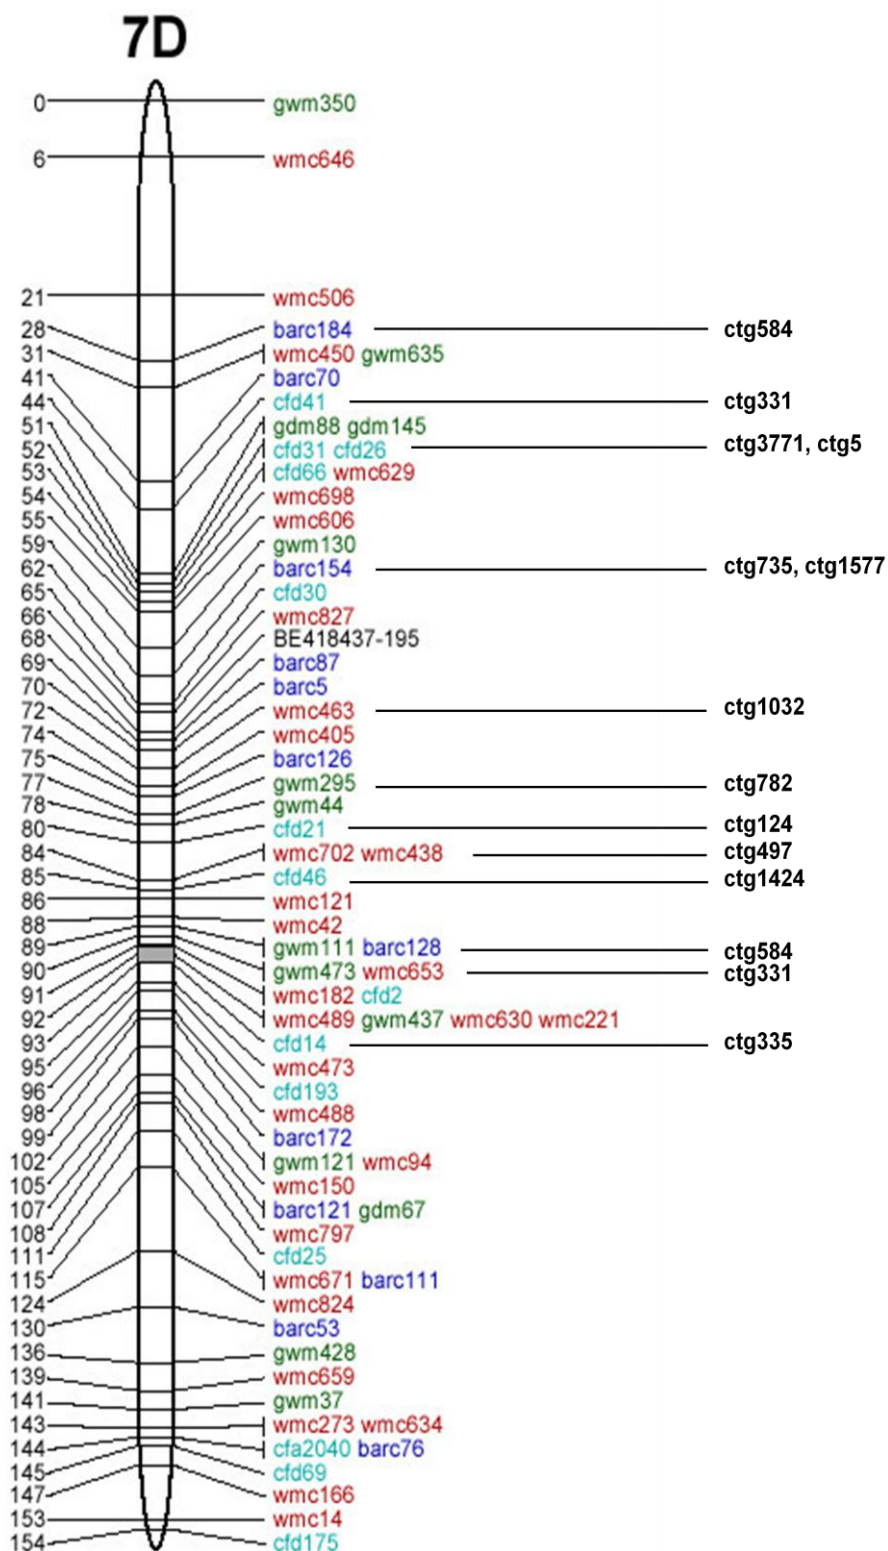 7D
0 gwm350
6 wmc646
21 wmc506
28 barc184 ctg584
31 wmc450 gwm635
41 barc70
44 cfd41 ctg331
51 gdm88 gdm145
52 cfd31 cfd26 ctg3771, ctg5
53 cfd66 wmc629
54 wmc698
55 wmc606
59 gwm130
62 barc154 ctg735, ctg1577
65 cfd30
66 wmc827
68 BE418437-195
69 barc87
70 barc5
72 wmc463 ctg1032
74 wmc405
75 barc126
77 gwm295 ctg782
78 gwm44
80 cfd21 ctg124
84 wmc702 wmc438 ctg497
85 cfd46 ctg1424
86 wmc121
88 wmc42
89 gwm111 barc128 ctg584
90 gwm473 wmc653 ctg331
91 wmc182 cfd2
92 wmc489 gwm437 wmc630 wmc221
93 cfd14 ctg335
95 wmc473
96 cfd193
98 wmc488
99 barc172
102 gwm121 wmc94
105 wmc150
107 barc121 gdm67
108 wmc797
111 cfd25
115 wmc671 barc111
124 wmc824
130 barc53
136 gwm428
139 wmc659
141 gwm37
143 wmc273 wmc634
144 cfa2040 barc76
145 cfd69
147 wmc166
153 wmc14
154 cfd175